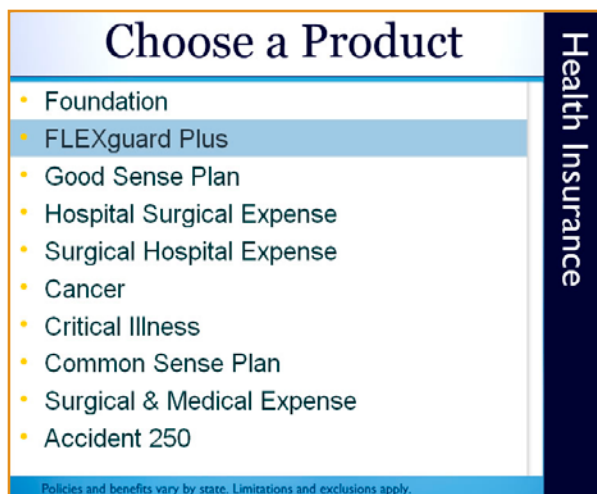 Choose a Product
Foundation
FLEXguard Plus
Good Sense Plan
Hospital Surgical Expense
Surgical Hospital Expense
Cancer
Critical Illness
Common Sense Plan
Surgical & Medical Expense
Accident 250
Policies and benefits vary by state. Limitations and exclusions apply.
Health Insurance